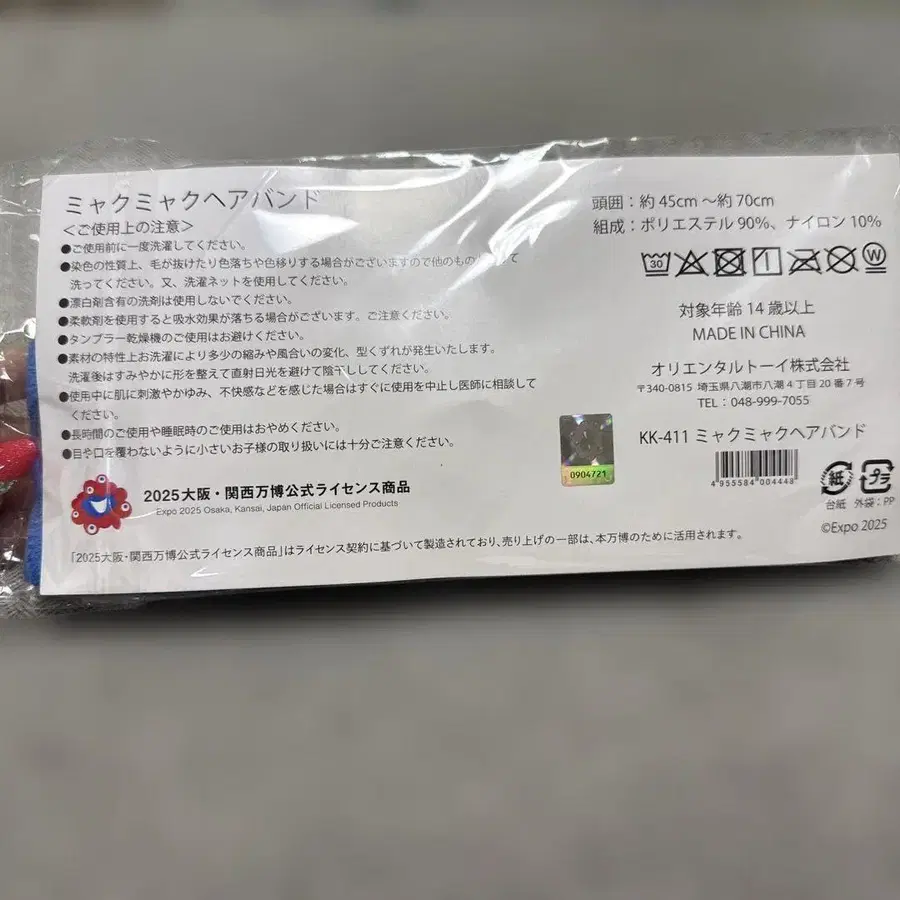 ミャクミャクヘアバンド
＜ご使用上の注意＞
●ご使用前に一度洗濯してください。
●染色の性質上、毛が抜けたり色落ちや色移りする場合がございますので他のもの て
洗ってください。又、洗濯ネットを使用してください。
●漂白剤含有の洗剤は使用しないでください。
●柔軟剤を使用すると吸水効果が落ちる場合がございます。ご注意ください。
●タンブラー乾燥機のご使用はお避けください。
●素材の特性上お洗濯により多少の縮みや風合いの変化、型くずれが発生いたします。
洗濯後はすみやかに形を整えて直射日光を避けて陰干ししてください。
●使用中に肌に刺激やかゆみ、不快感などを感じた場合はすぐに使用を中止し医師に相談して
ください。
●長時間のご使用や睡眠時のご使用はおやめください。
●目や口を覆わないように小さいお子様の取り扱いには十分ご注意ください。
2025大阪・関西万博公式ライセンス商品
Expo 2025 Osaka, Kansai, Japan Official Licensed Products
「2025大阪・関西万博公式ライセンス商品」はライセンス契約に基づいて製造されており、売り上げの一部は、本万博のために活用されます。
頭囲：約 45cm ～約 70cm
組成：ポリエステル 90%、ナイロン 10%
30
W
対象年齢 14 歳以上
MADE IN CHINA
オリエンタルトーイ株式会社
〒340-0815 埼玉県八潮市八潮 4 丁目 20 番 7 号
TEL：048-999-7055
0904721
KK-411 ミャクミャクヘアバンド
4 955584 004448
紙 プラ
台紙 外袋：PP
©Expo 2025